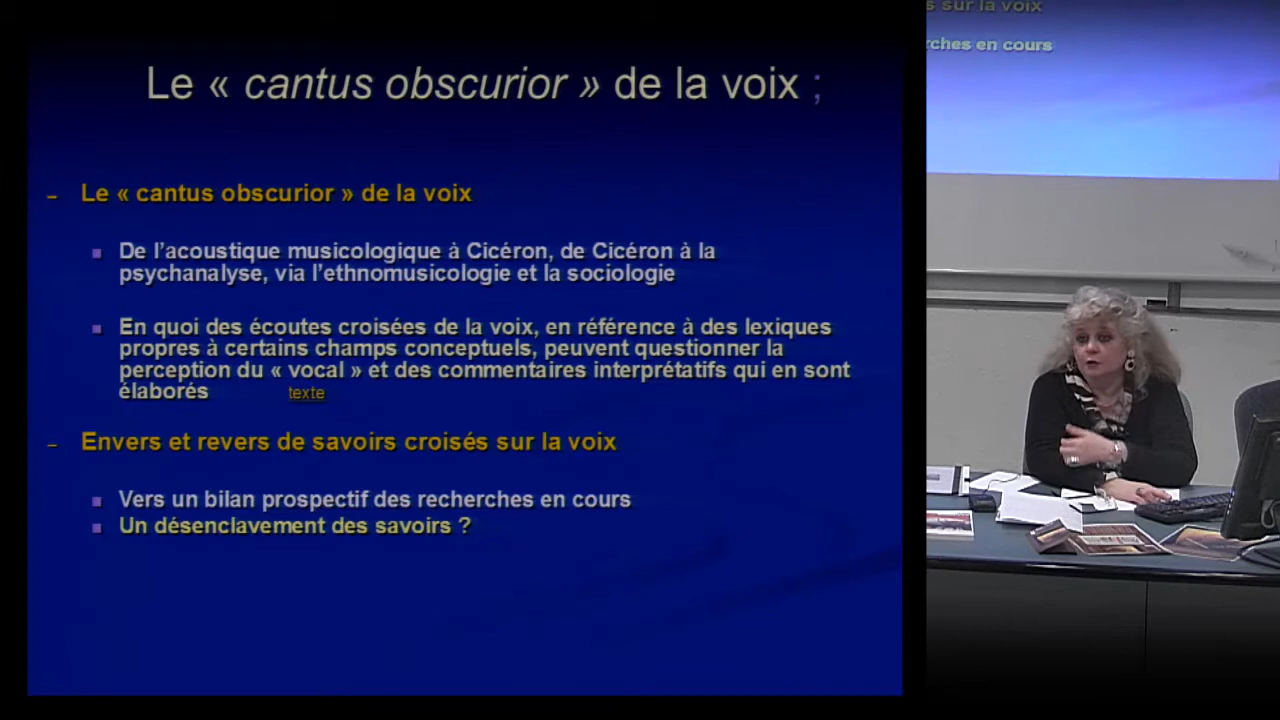 Le « cantus obscurior » de la voix ;
– Le « cantus obscurior » de la voix
De l’acoustique musicologique à Cicéron, de Cicéron à la
psychanalyse, via l’ethnomusicologie et la sociologie
En quoi des écoutes croisées de la voix, en référence à des lexiques
propres à certains champs conceptuels, peuvent questionner la
perception du « vocal » et des commentaires interprétatifs qui en sont
élaborés texte
– Envers et revers de savoirs croisés sur la voix
Vers un bilan prospectif des recherches en cours
Un désenclavement des savoirs ?
s sur la voix
rches en cours